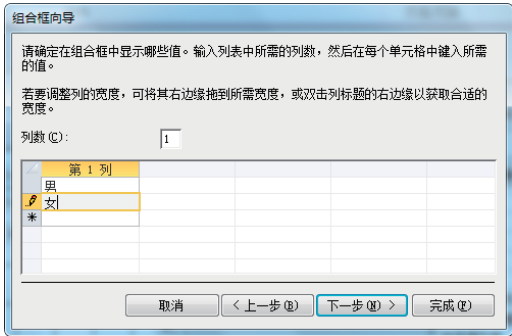 组合框向导
请确定在组合框中显示哪些值。输入列表中所需的列数，然后在每个单元格中键入所需
的值。
若要调整列的宽度，可将其右边缘拖到所需宽度，或双击列标题的右边缘以获取合适的
宽度。
列数(C)： 1
第 1 列
男
女
取消 <上一步(B) 下一步(N) > 完成(F)